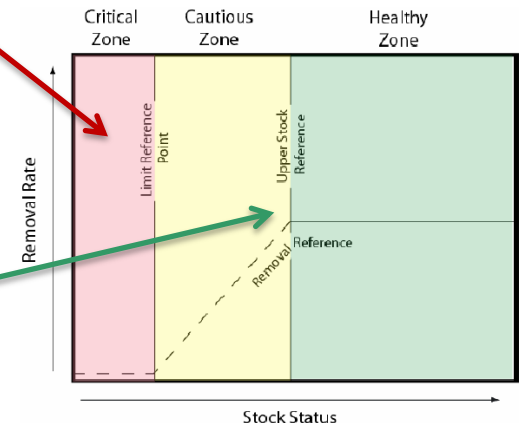 Critical
Zone
Cautious
Zone
Healthy
Zone
Removal Rate
Limit Reference
Point
Upper Stock
Reference
Removal Reference
Stock Status